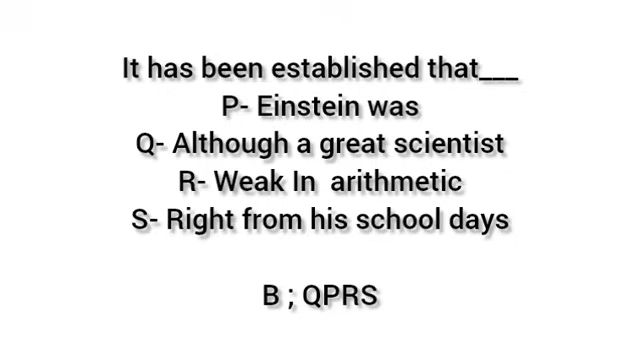 It has been established that___
P- Einstein was
Q- Although a great scientist
R- Weak In arithmetic
S- Right from his school days
B ; QPRS